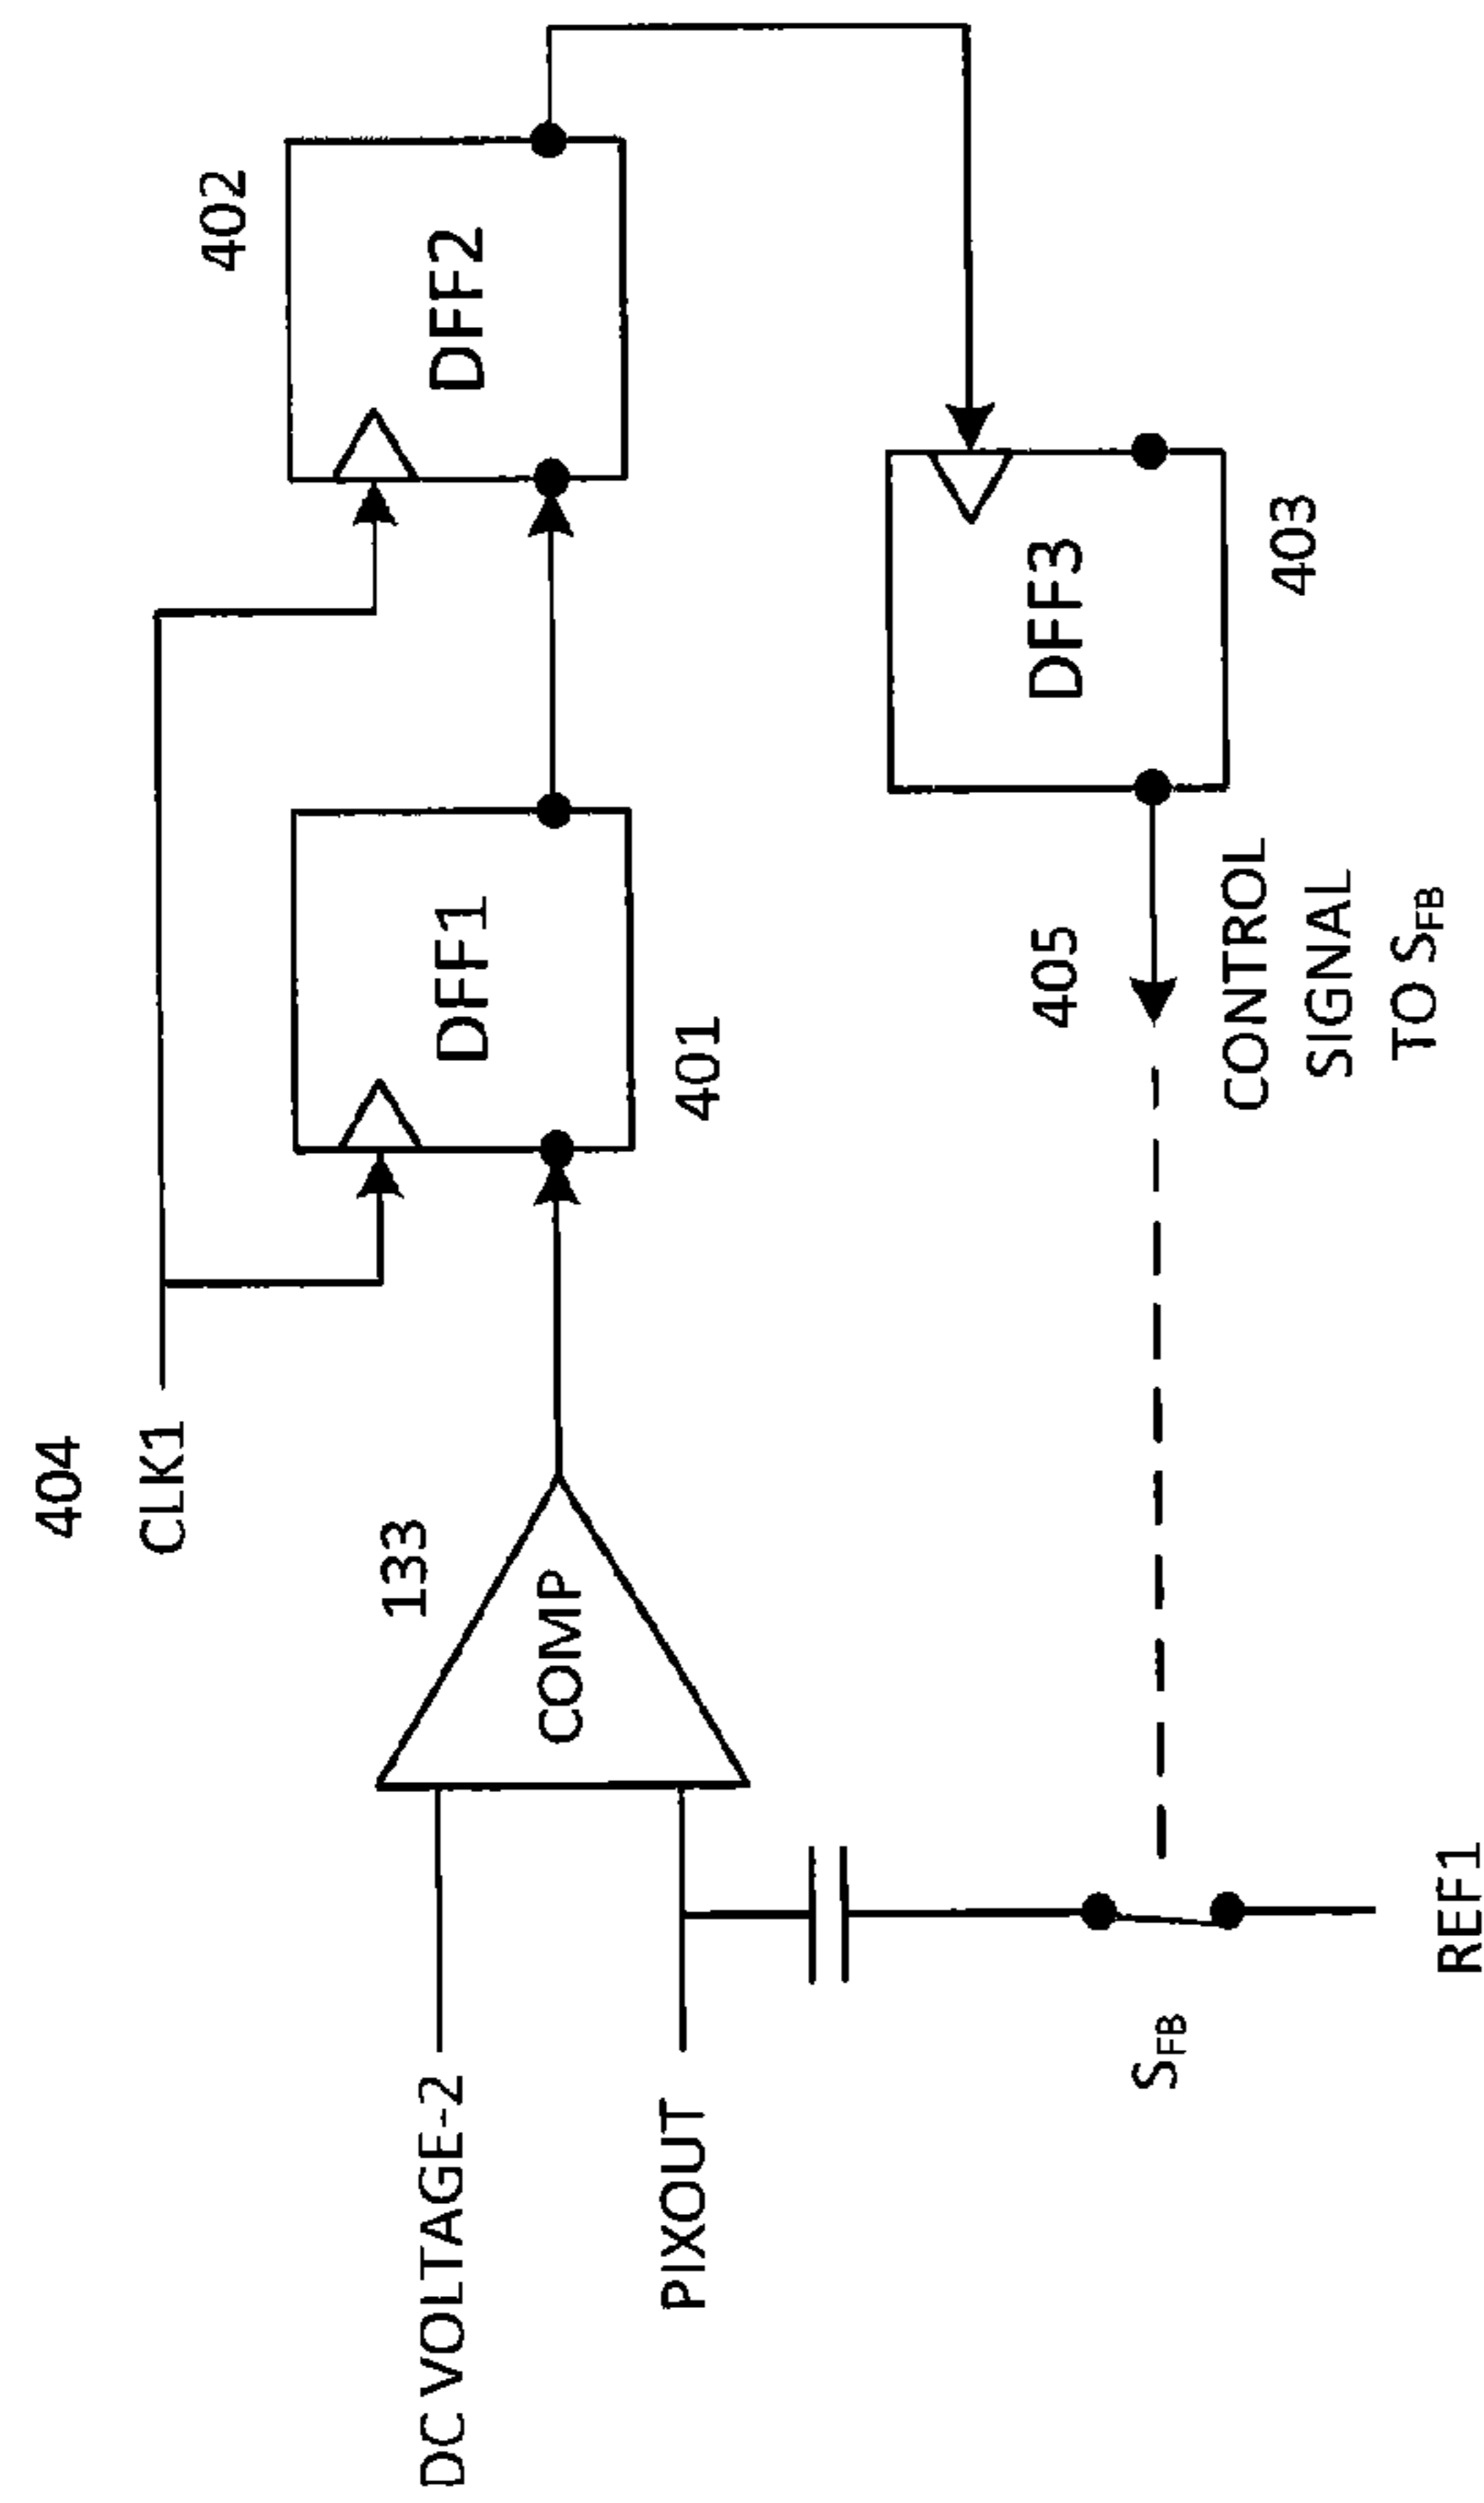 404
CLK1
402
DFF1
DFF2
133
COMP
401
DC VOLTAGE-2
PIXOUT
DFF3
403
405
CONTROL
SIGNAL
TO SFB
SFB
REF1